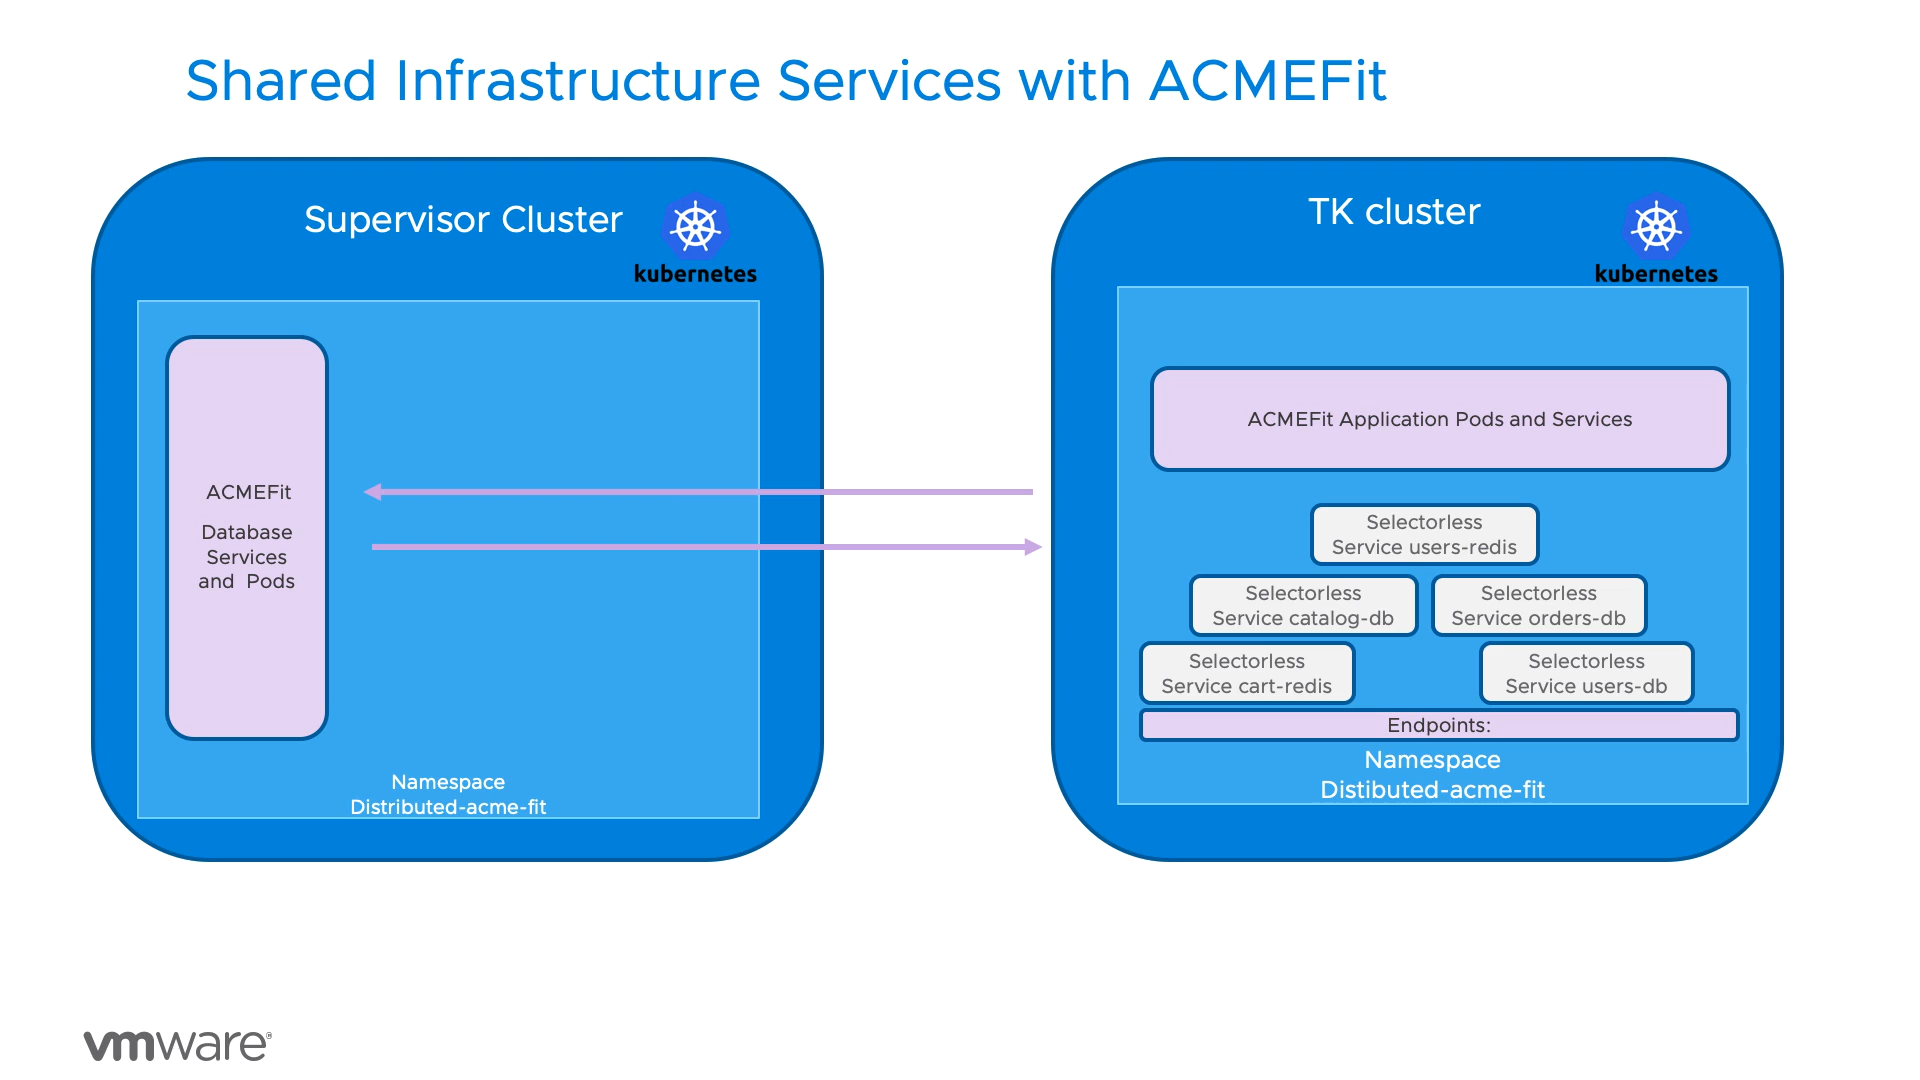 Shared Infrastructure Services with ACMEFit
Supervisor Cluster
kubernetes
ACMEFit
Database
Services
and Pods
Namespace
Distributed-acme-fit
TK cluster
kubernetes
ACMEFit Application Pods and Services
Selectorless
Service users-redis
Selectorless
Service catalog-db
Selectorless
Service orders-db
Selectorless
Service cart-redis
Selectorless
Service users-db
Endpoints:
Namespace
Distibuted-acme-fit
vmware®